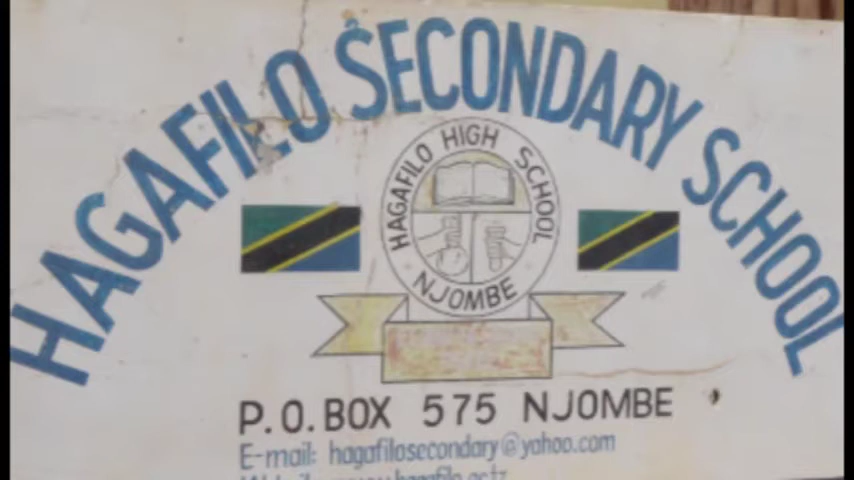 HAGAFILO SECONDARY SCHOOL
HAGAFILO HIGH SCHOOL
NJOMBE
P.O.BOX 575 NJOMBE
E-mail: hagafilosecondary@yahoo.com